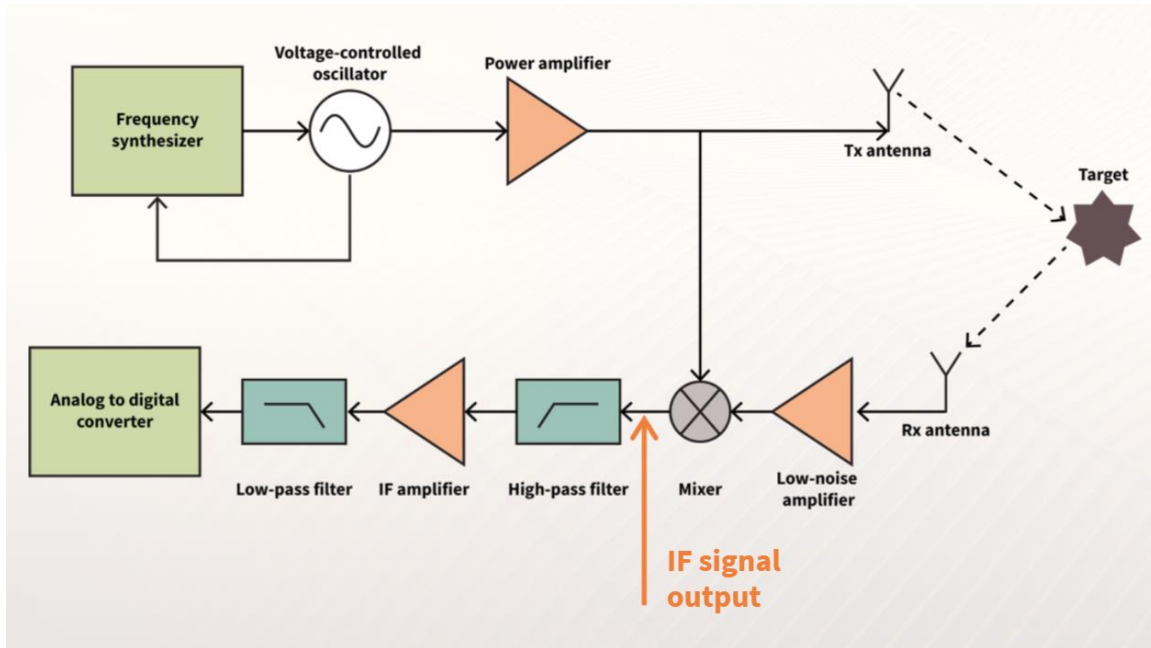 Voltage-controlled
oscillator
Power amplifier
Frequency
synthesizer
Tx antenna
Target
Analog to digital
converter
Rx antenna
Low-pass filter
IF amplifier
High-pass filter
Mixer
Low-noise
amplifier
IF signal
output